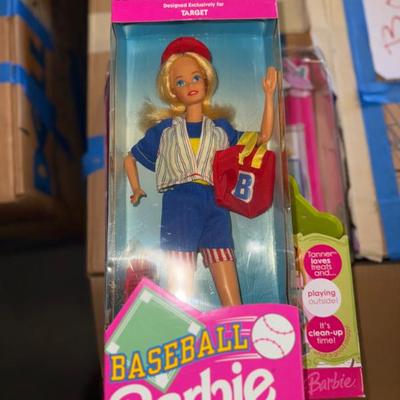 Designed Exclusively for
TARGET
B
BASEBALL
Barbie
Tanner
loves
treats
and...
playing
outside!
It's
clean-up
time!
Barbie